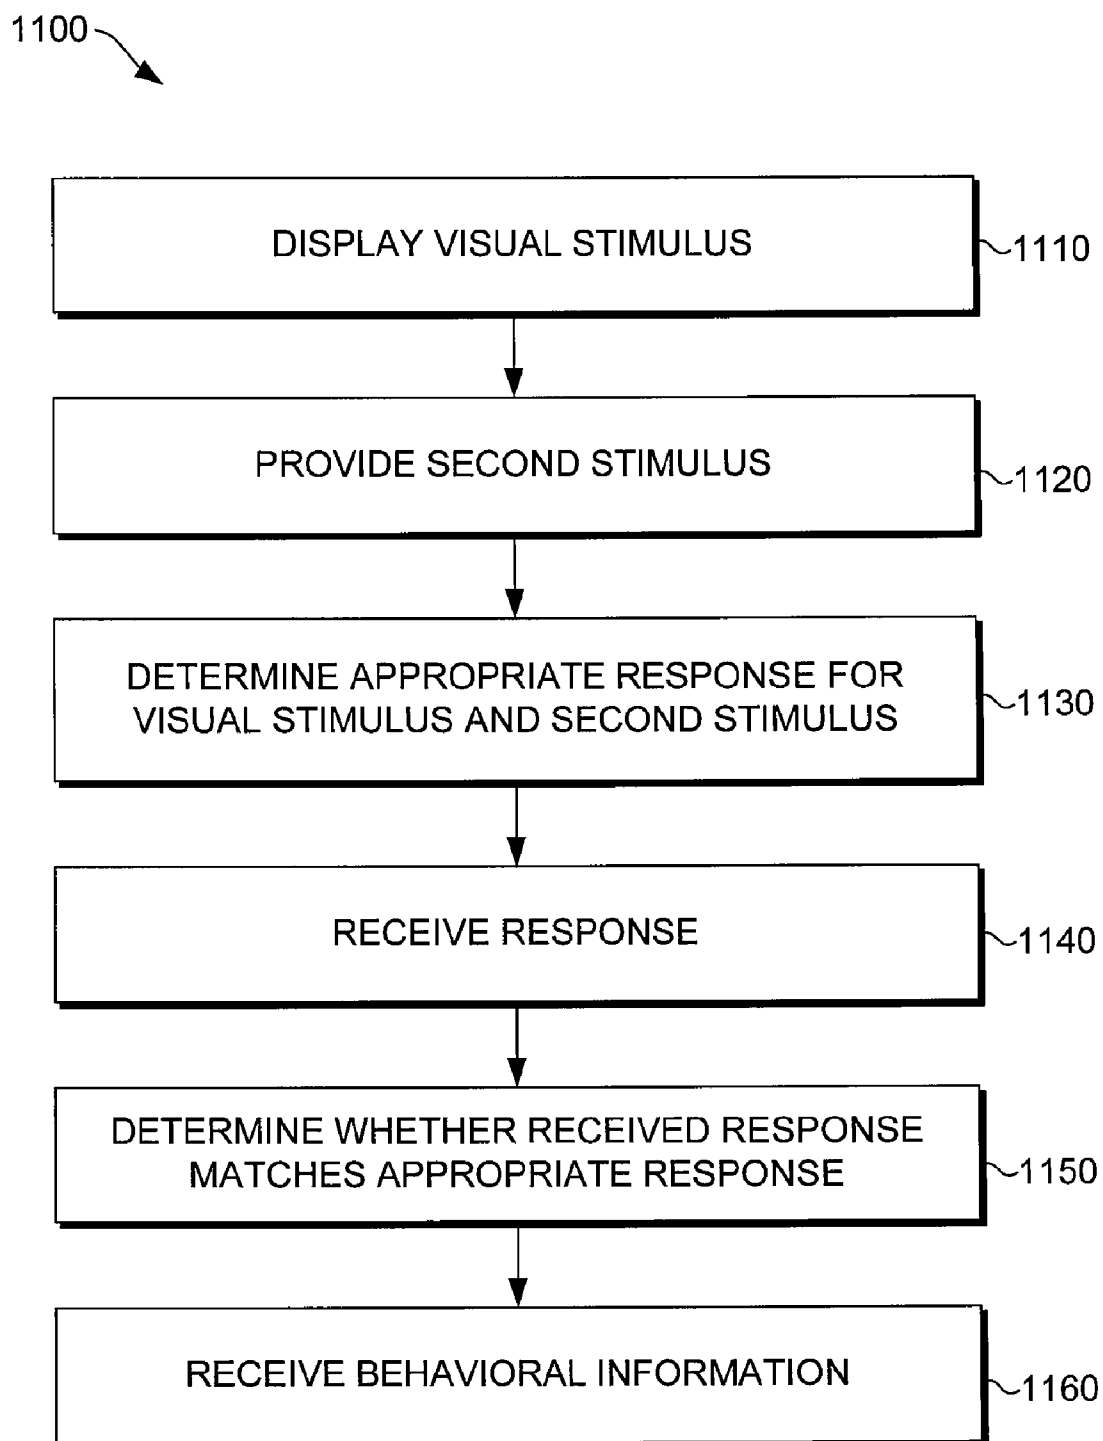 1100
DISPLAY VISUAL STIMULUS
1110
PROVIDE SECOND STIMULUS
1120
DETERMINE APPROPRIATE RESPONSE FOR
VISUAL STIMULUS AND SECOND STIMULUS
1130
RECEIVE RESPONSE
1140
DETERMINE WHETHER RECEIVED RESPONSE
MATCHES APPROPRIATE RESPONSE
1150
RECEIVE BEHAVIORAL INFORMATION
1160